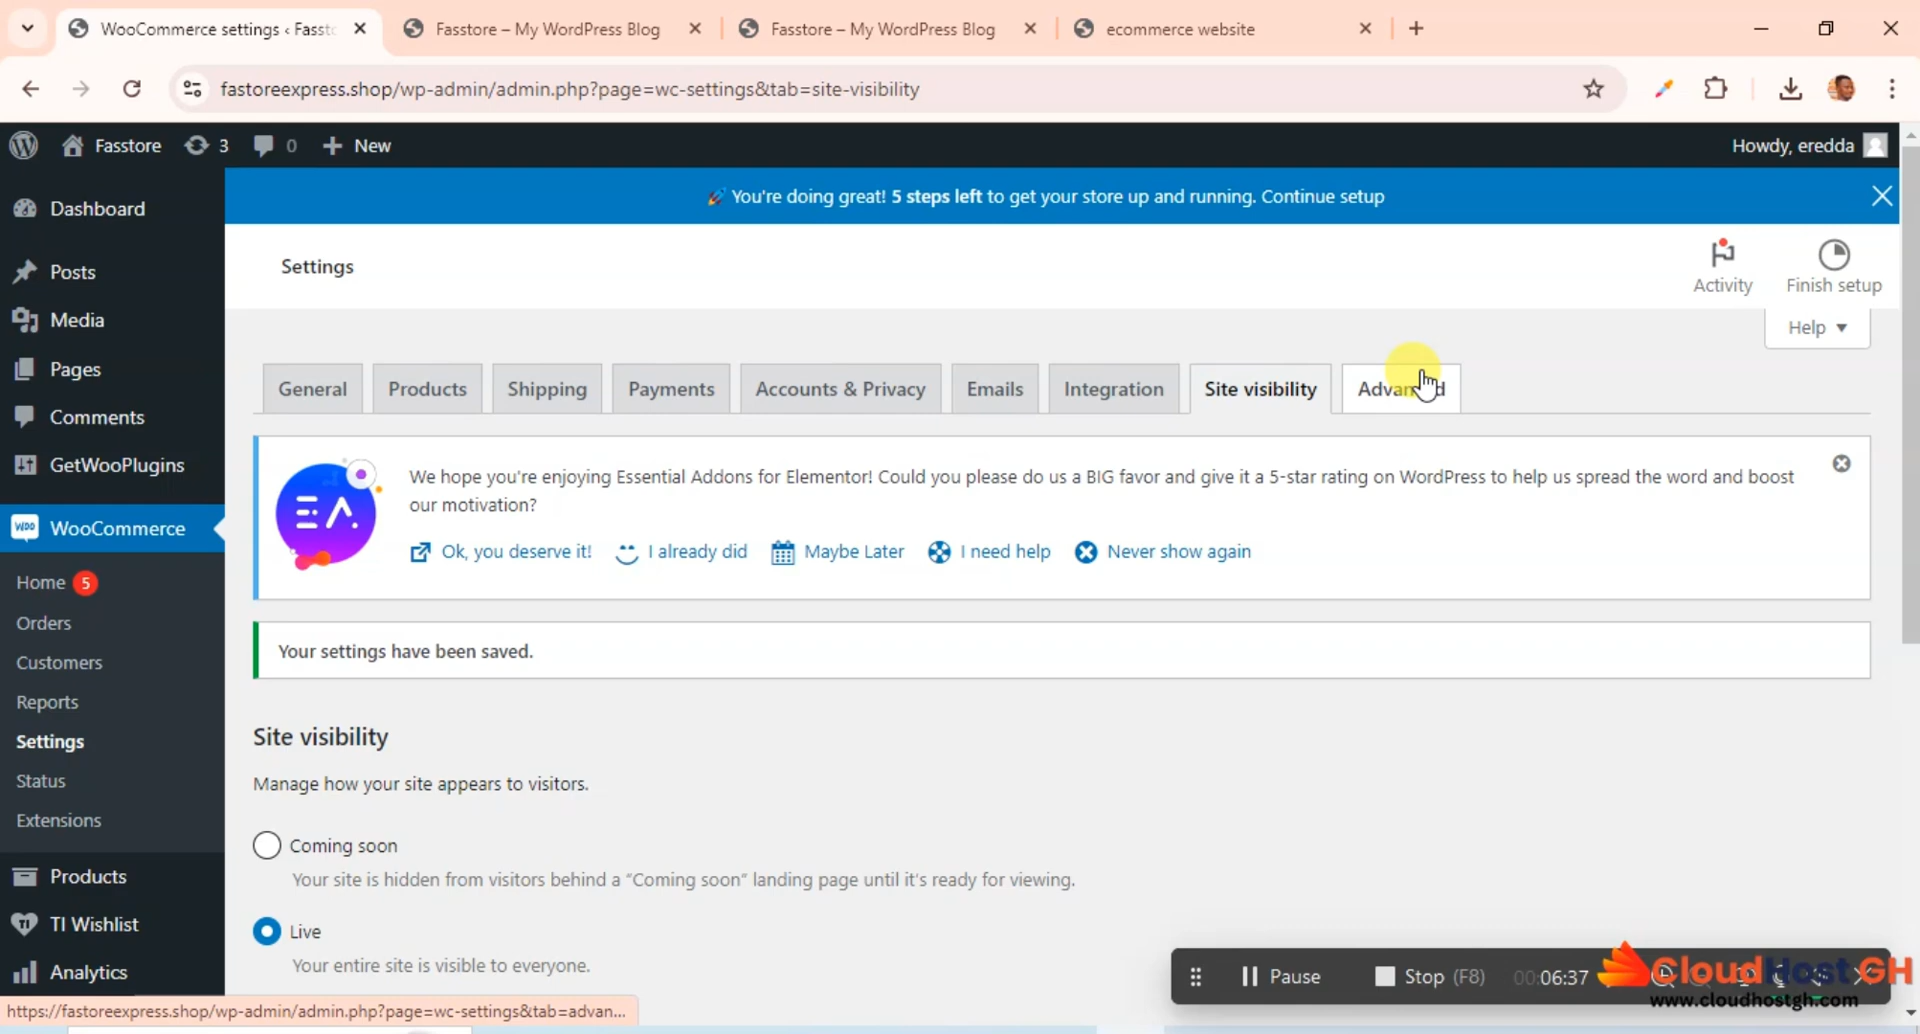 WooCommerce settings ‹ Fassto
Fasstore – My WordPress Blog
Fasstore – My WordPress Blog
ecommerce website
fastoreexpress.shop/wp-admin/admin.php?page=wc-settings&tab=site-visibility
Fasstore
3
0
New
Howdy, eredda
Dashboard
Posts
Media
Pages
Comments
GetWooPlugins
WooCommerce
Home 5
Orders
Customers
Reports
Settings
Status
Extensions
Products
TI Wishlist
Analytics
🚀 You're doing great! 5 steps left to get your store up and running. Continue setup
Settings
Activity
Finish setup
Help ▼
General
Products
Shipping
Payments
Accounts & Privacy
Emails
Integration
Site visibility
Advanced
We hope you're enjoying Essential Addons for Elementor! Could you please do us a BIG favor and give it a 5-star rating on WordPress to help us spread the word and boost
our motivation?
Ok, you deserve it!
I already did
Maybe Later
I need help
Never show again
Your settings have been saved.
Site visibility
Manage how your site appears to visitors.
Coming soon
Your site is hidden from visitors behind a “Coming soon” landing page until it’s ready for viewing.
Live
Your entire site is visible to everyone.
Pause
Stop (F8)
00:06:37
CloudHost GH
www.cloudhostgh.com
https://fastoreexpress.shop/wp-admin/admin.php?page=wc-settings&tab=advan...